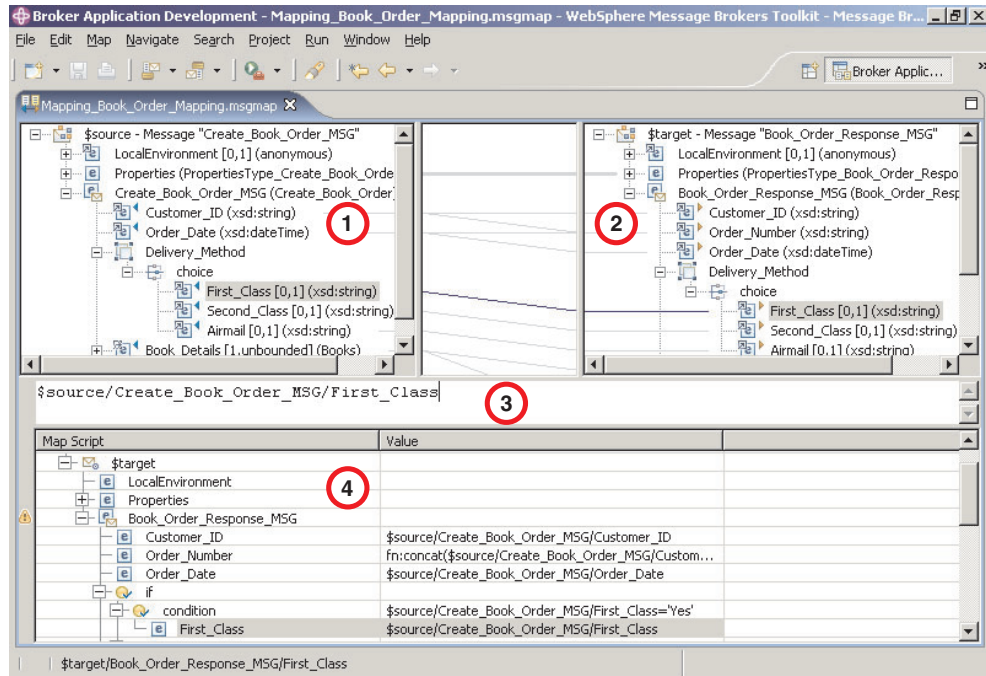 Broker Application Development - Mapping_Book_Order_Mapping.msgmap - WebSphere Message Brokers Toolkit - Message Br...
File Edit Map Navigate Search Project Run Window Help
Broker Applic... »
Mapping_Book_Order_Mapping.msgmap
$source - Message "Create_Book_Order_MSG"
LocalEnvironment [0,1] (anonymous)
Properties (PropertiesType_Create_Book_Orde
Create_Book_Order_MSG (Create_Book_Order
Customer_ID (xsd:string)
Order_Date (xsd:dateTime)
Delivery_Method
choice
First_Class [0,1] (xsd:string)
Second_Class [0,1] (xsd:string)
Airmail [0,1] (xsd:string)
Book_Details [1,unbounded] (Books)
1
$target - Message "Book_Order_Response_MSG"
LocalEnvironment [0,1] (anonymous)
Properties (PropertiesType_Book_Order_Respo
Book_Order_Response_MSG (Book_Order_Resp
Customer_ID (xsd:string)
Order_Number (xsd:string)
Order_Date (xsd:dateTime)
Delivery_Method
choice
First_Class [0,1] (xsd:string)
Second_Class [0,1] (xsd:string)
Airmail [0,1] (xsd:string)
2
$source/Create_Book_Order_MSG/First_Class
3
Map Script Value
$target
LocalEnvironment
4
Properties
Book_Order_Response_MSG
Customer_ID $source/Create_Book_Order_MSG/Customer_ID
Order_Number fn:concat($source/Create_Book_Order_MSG/Custom...
Order_Date $source/Create_Book_Order_MSG/Order_Date
if
condition $source/Create_Book_Order_MSG/First_Class='Yes'
First_Class $source/Create_Book_Order_MSG/First_Class
$target/Book_Order_Response_MSG/First_Class